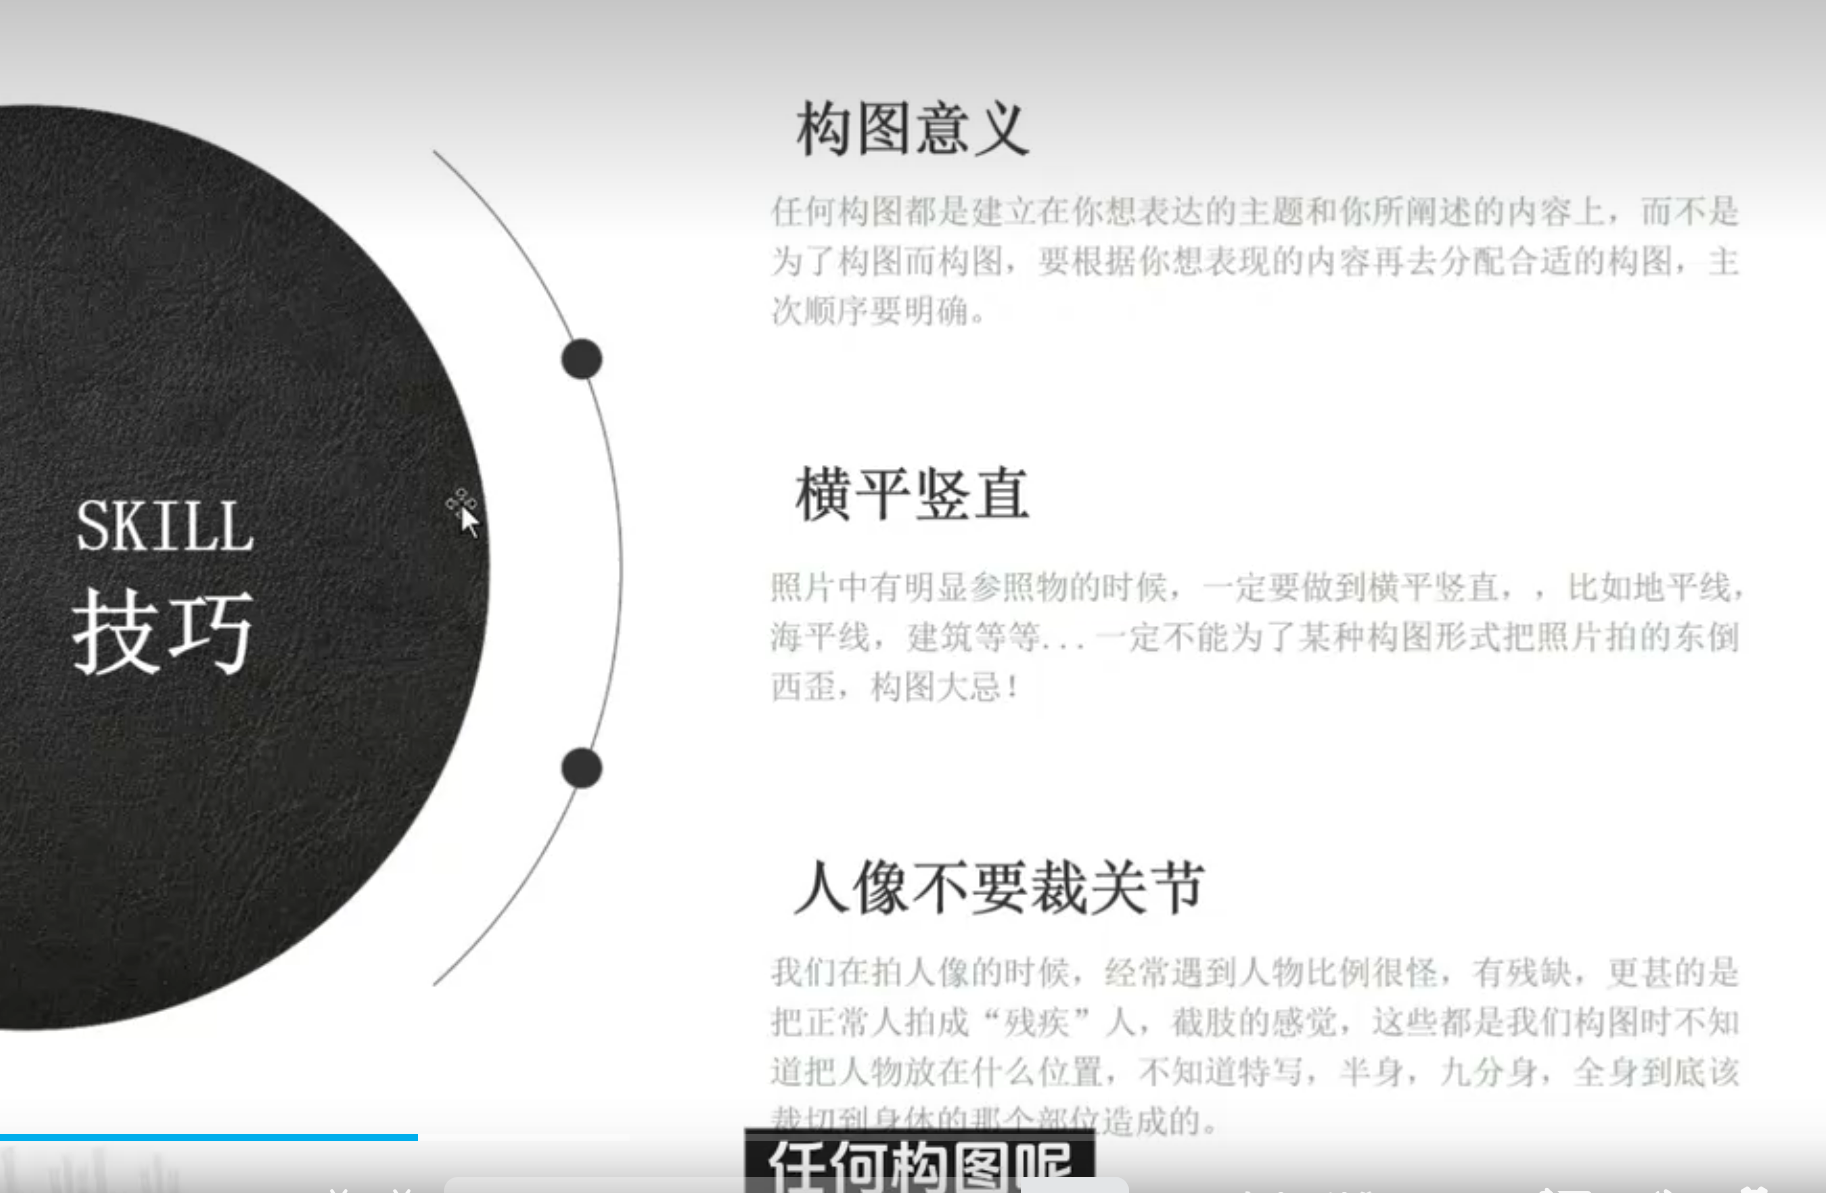 SKILL
技巧
构图意义
任何构图都是建立在你想表达的主题和你所阐述的内容上，而不是
为了构图而构图，要根据你想表现的内容再去分配合适的构图，主
次顺序要明确。
横平竖直
照片中有明显参照物的时候，一定要做到横平竖直，，比如地平线，
海平线，建筑等等...一定不能为了某种构图形式把照片拍的东倒
西歪，构图大忌！
人像不要裁关节
我们在拍人像的时候，经常遇到人物比例很怪，有残缺，更甚的是
把正常人拍成“残疾”人，截肢的感觉，这些都是我们构图时不知
道把人物放在什么位置，不知道特写，半身，九分身，全身到底该
裁切到身体的那个部位造成的。
任何构图呢